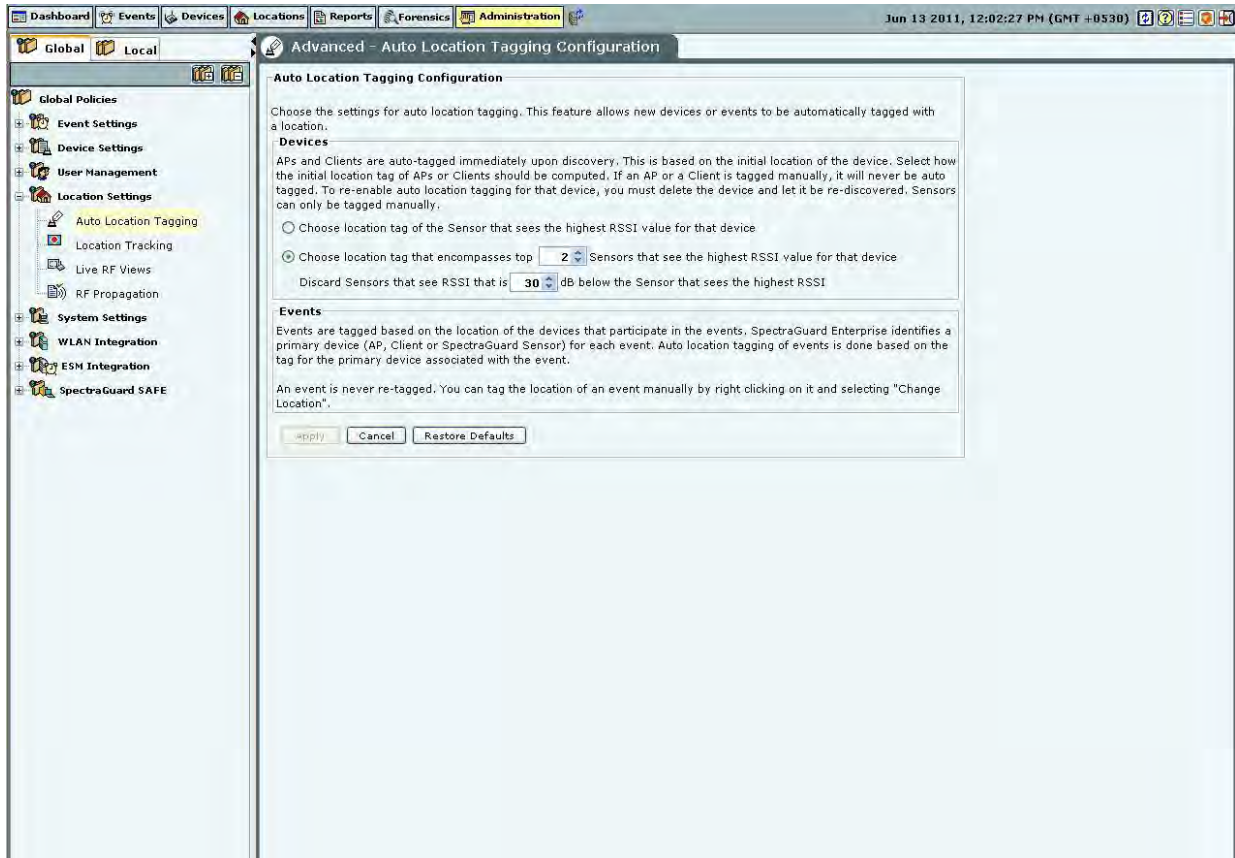 Dashboard Events Devices Locations Reports Forensics Administration Jun 13 2011, 12:02:27 PM (GMT +0530)
Global Local
Global Policies
Event Settings
Device Settings
User Management
Location Settings
Auto Location Tagging
Location Tracking
Live RF Views
RF Propagation
System Settings
WLAN Integration
ESM Integration
SpectraGuard SAFE
Advanced - Auto Location Tagging Configuration
Auto Location Tagging Configuration
Choose the settings for auto location tagging. This feature allows new devices or events to be automatically tagged with
a location.
Devices
APs and Clients are auto-tagged immediately upon discovery. This is based on the initial location of the device. Select how
the initial location tag of APs or Clients should be computed. If an AP or a Client is tagged manually, it will never be auto
tagged. To re-enable auto location tagging for that device, you must delete the device and let it be re-discovered. Sensors
can only be tagged manually.
Choose location tag of the Sensor that sees the highest RSSI value for that device
Choose location tag that encompasses top 2 Sensors that see the highest RSSI value for that device
Discard Sensors that see RSSI that is 30 dB below the Sensor that sees the highest RSSI
Events
Events are tagged based on the location of the devices that participate in the events. SpectraGuard Enterprise identifies a
primary device (AP, Client or SpectraGuard Sensor) for each event. Auto location tagging of events is done based on the
tag for the primary device associated with the event.
An event is never re-tagged. You can tag the location of an event manually by right clicking on it and selecting "Change
Location".
Apply Cancel Restore Defaults